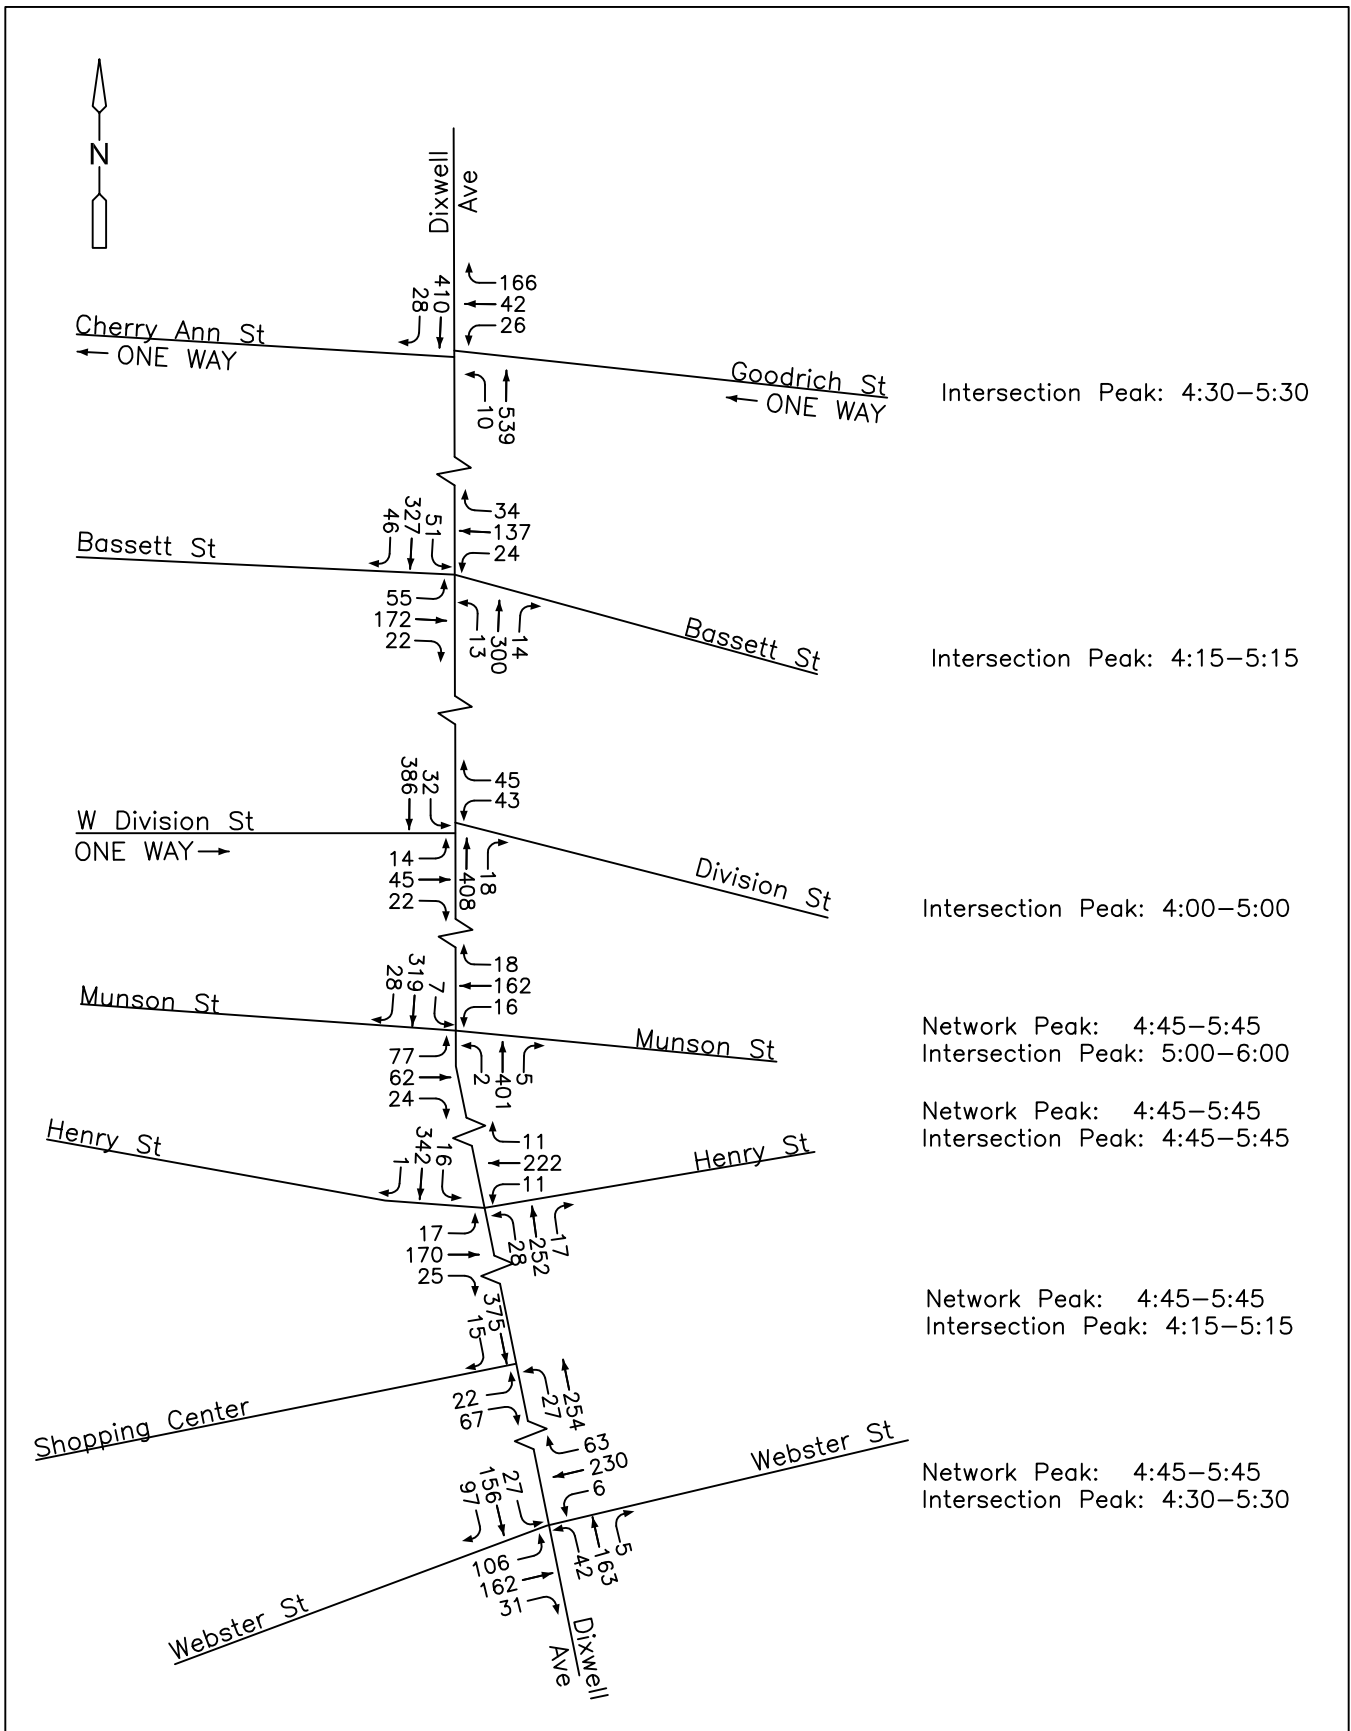 N
Dixwell
Ave
410
28
166
42
26
Cherry Ann St
ONE WAY
Goodrich St
ONE WAY
Intersection Peak: 4:30-5:30
10
539
46
327
51
34
137
24
Bassett St
55
172
22
13
300
14
Bassett St
Intersection Peak: 4:15-5:15
386
32
45
43
W Division St
ONE WAY
14
45
22
408
18
Division St
Intersection Peak: 4:00-5:00
28
319
7
18
162
16
Munson St
77
62
24
2
401
5
Munson St
Network Peak: 4:45-5:45
Intersection Peak: 5:00-6:00
Network Peak: 4:45-5:45
Intersection Peak: 4:45-5:45
Henry St
1
342
16
11
222
11
Henry St
17
170
25
28
252
17
Network Peak: 4:45-5:45
Intersection Peak: 4:15-5:15
375
15
Shopping Center
22
67
27
254
63
230
6
Webster St
Network Peak: 4:45-5:45
Intersection Peak: 4:30-5:30
97
156
27
106
162
31
42
163
5
Webster St
Dixwell
Ave